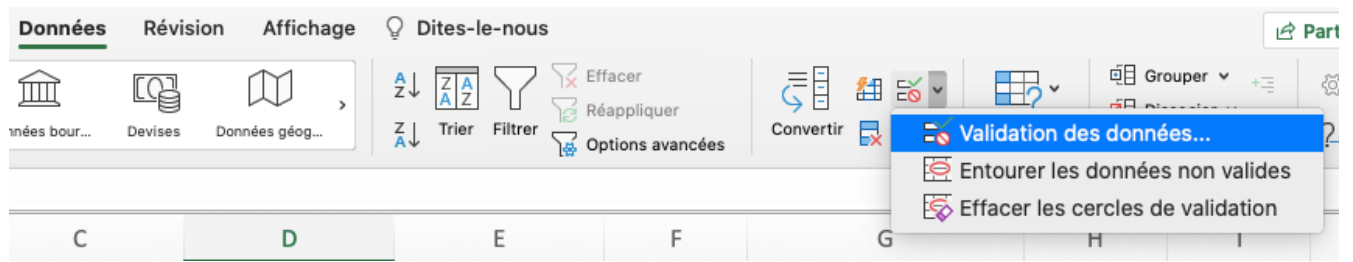 Données Révision Affichage Dites-le-nous Part
Effacer Grouper
Réappliquer
nnées bour... Devises Données géog... Trier Filtrer Convertir
Options avancées
Validation des données...
Entourer les données non valides
Effacer les cercles de validation
C D E F G H I